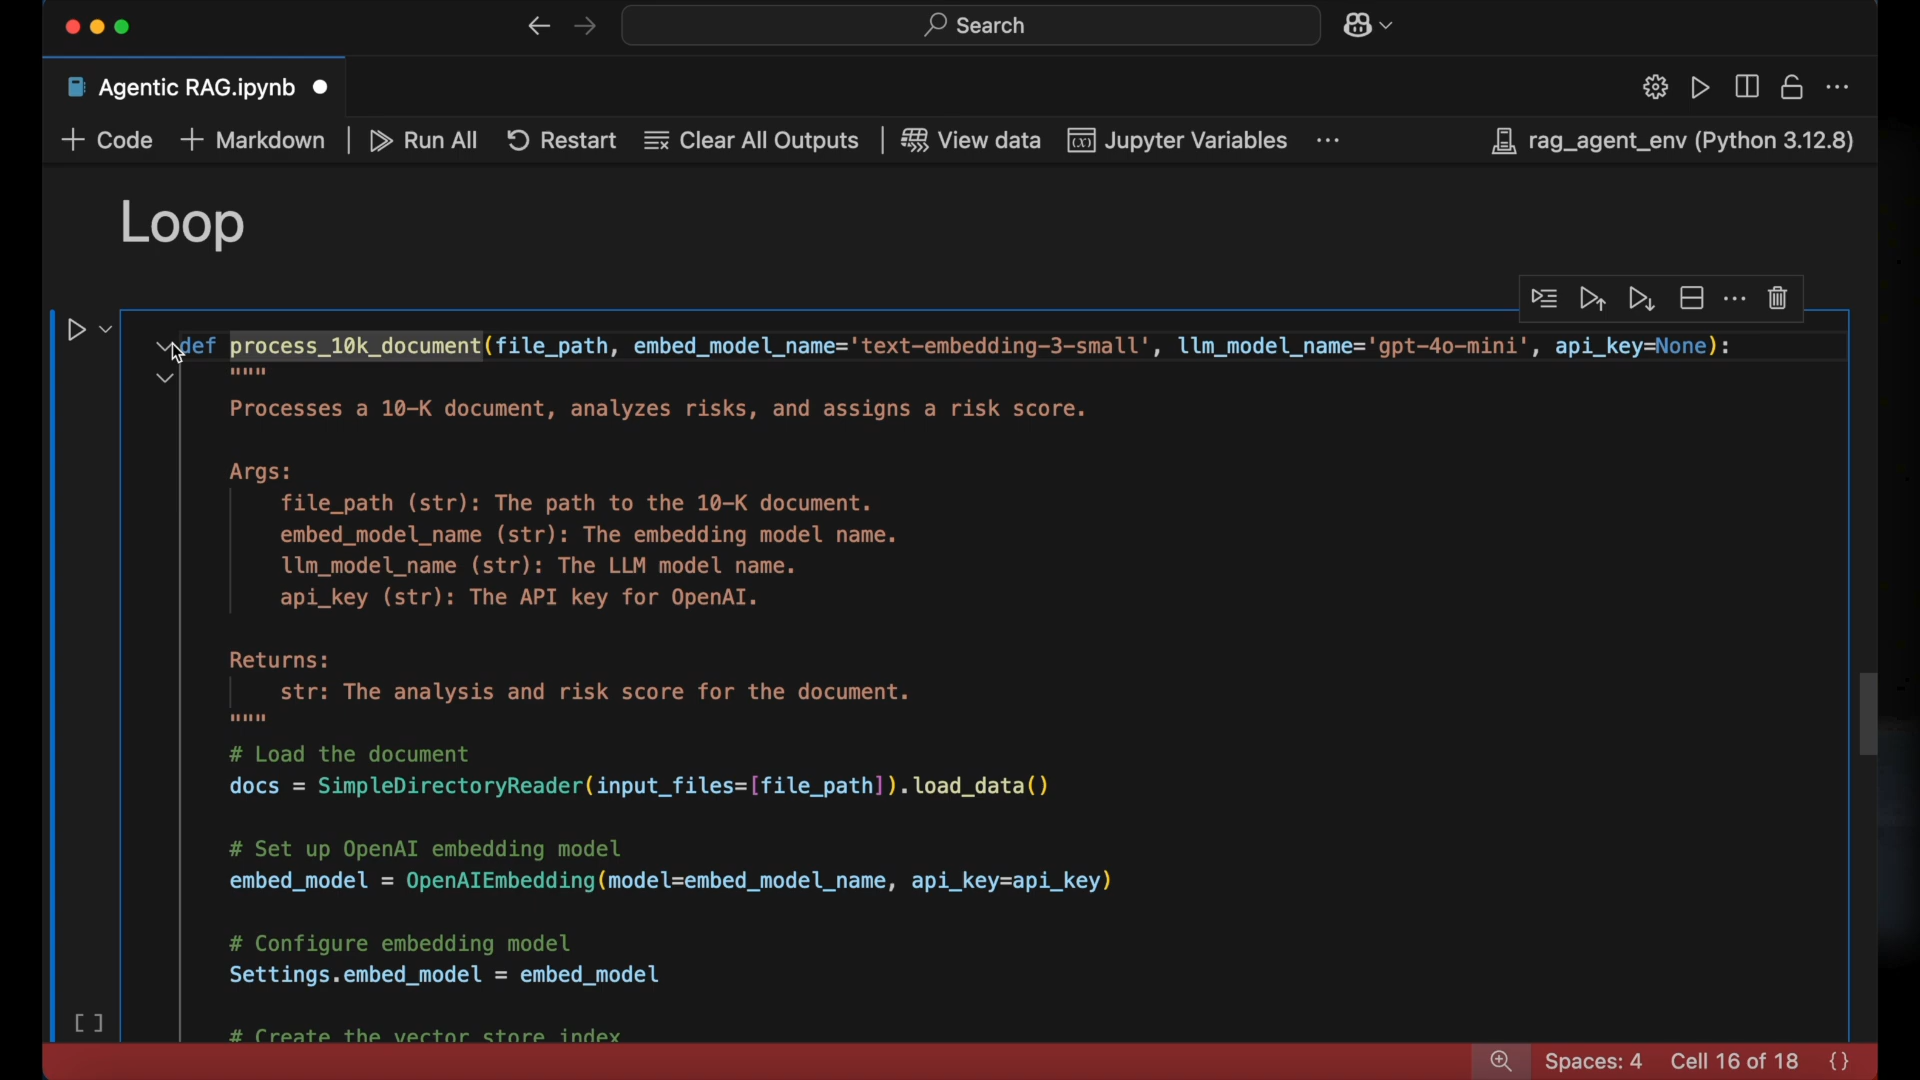 Search
Agentic RAG.ipynb
Code Markdown Run All Restart Clear All Outputs View data Jupyter Variables ... rag_agent_env (Python 3.12.8)
Loop
def process_10k_document(file_path, embed_model_name='text-embedding-3-small', llm_model_name='gpt-4o-mini', api_key=None):
"""
Processes a 10-K document, analyzes risks, and assigns a risk score.
Args:
file_path (str): The path to the 10-K document.
embed_model_name (str): The embedding model name.
llm_model_name (str): The LLM model name.
api_key (str): The API key for OpenAI.
Returns:
str: The analysis and risk score for the document.
"""
# Load the document
docs = SimpleDirectoryReader(input_files=[file_path]).load_data()
# Set up OpenAI embedding model
embed_model = OpenAIEmbedding(model=embed_model_name, api_key=api_key)
# Configure embedding model
Settings.embed_model = embed_model
[ ]
# Create the vector store index
Spaces: 4 Cell 16 of 18 {}